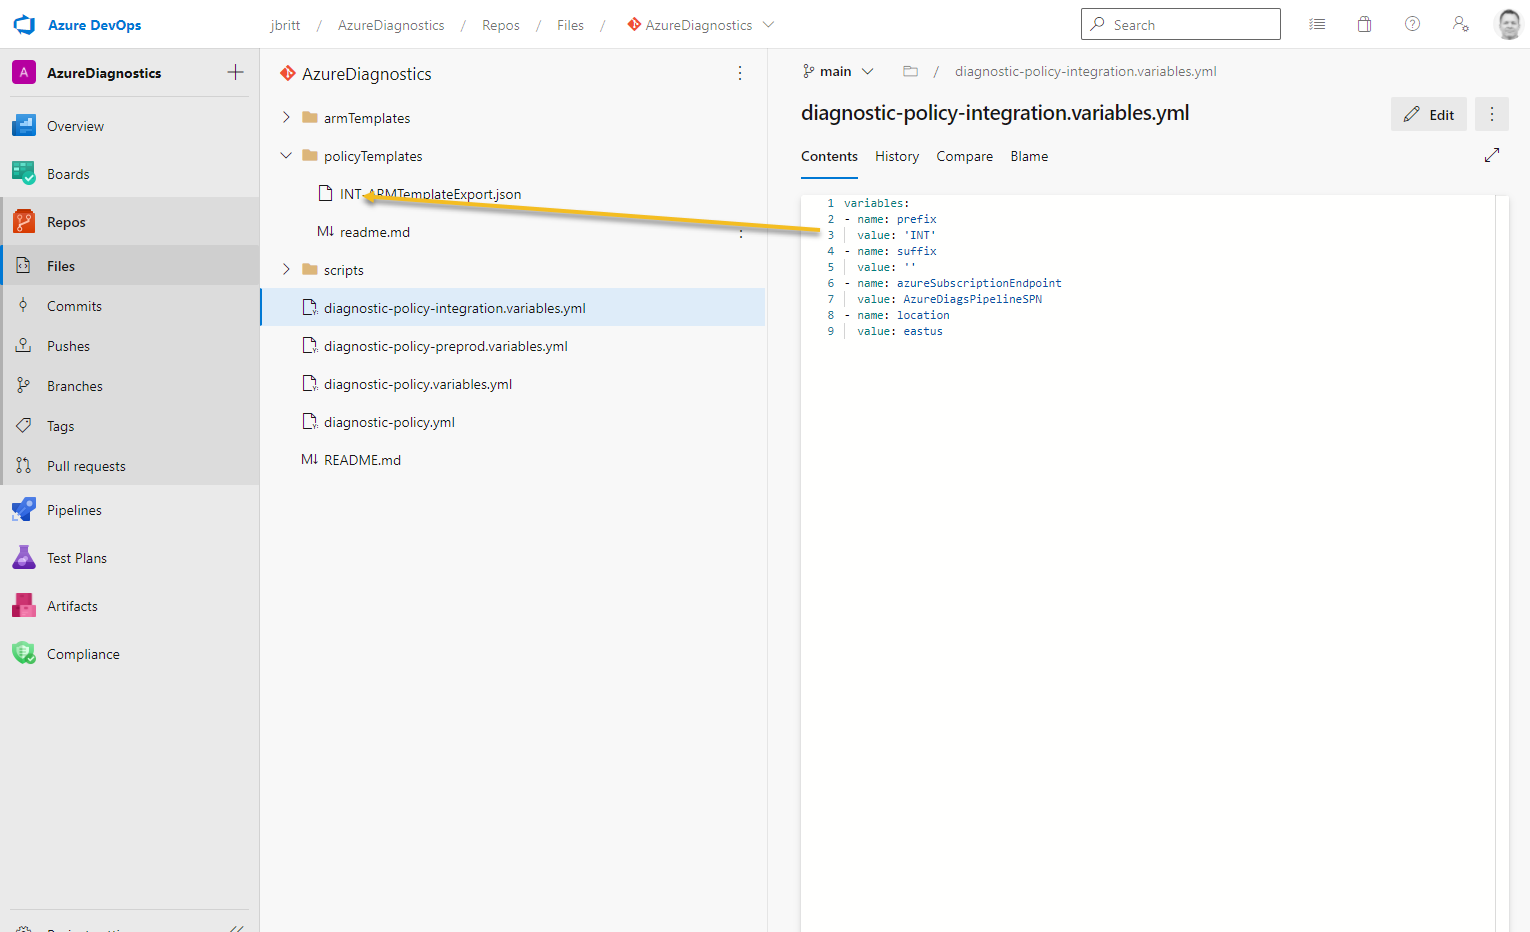 Azure DevOps
jbritt / AzureDiagnostics / Repos / Files / AzureDiagnostics
Search
A AzureDiagnostics
Overview
Boards
Repos
Files
Commits
Pushes
Branches
Tags
Pull requests
Pipelines
Test Plans
Artifacts
Compliance
AzureDiagnostics
armTemplates
policyTemplates
INT-ARMTemplateExport.json
M↓ readme.md
scripts
diagnostic-policy-integration.variables.yml
diagnostic-policy-preprod.variables.yml
diagnostic-policy.variables.yml
diagnostic-policy.yml
M↓ README.md
main / diagnostic-policy-integration.variables.yml
diagnostic-policy-integration.variables.yml
Edit
Contents History Compare Blame
1 variables:
2 - name: prefix
3 value: 'INT'
4 - name: suffix
5 value: ''
6 - name: azureSubscriptionEndpoint
7 value: AzureDiagsPipelineSPN
8 - name: location
9 value: eastus